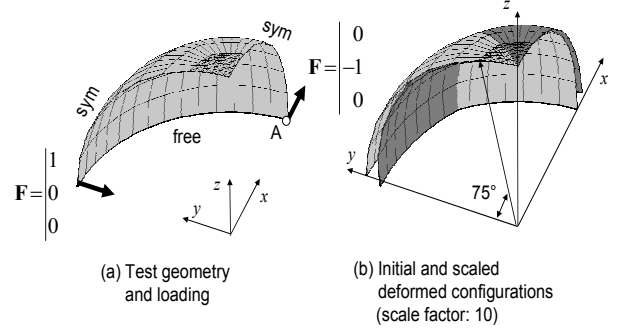 sym
sym
free
A
F = 1 0 0
F = 0 −1 0
z
y
x
(a) Test geometry
and loading
z
x
y
75°
(b) Initial and scaled
deformed configurations
(scale factor: 10)